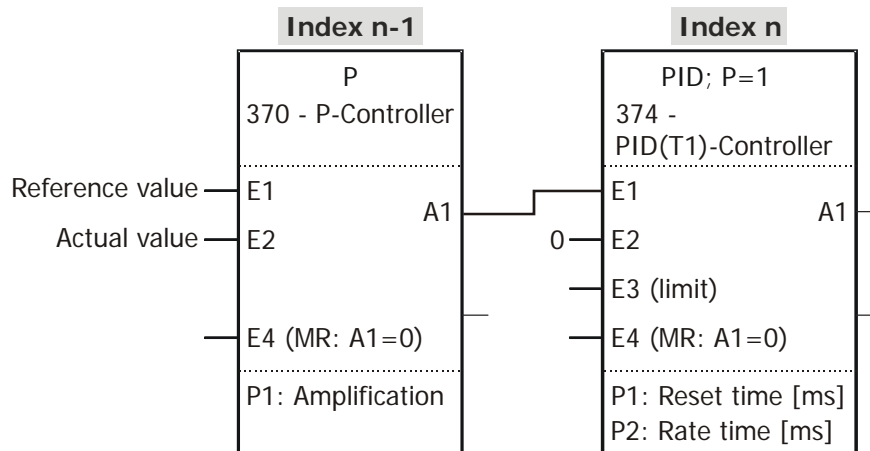 Index n-1
Index n
P
370 - P-Controller
PID; P=1
374 -
PID(T1)-Controller
Reference value
E1
A1
Actual value
E2
E4 (MR: A1=0)
P1: Amplification
E1
A1
0
E2
E3 (limit)
E4 (MR: A1=0)
P1: Reset time [ms]
P2: Rate time [ms]